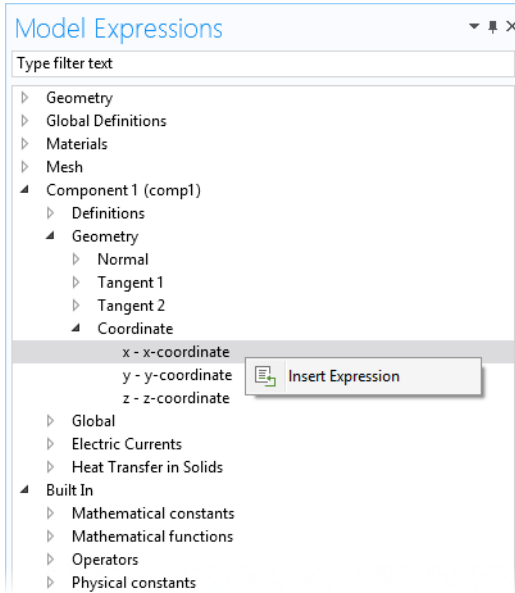 Model Expressions
Type filter text
Geometry
Global Definitions
Materials
Mesh
Component 1 (comp1)
Definitions
Geometry
Normal
Tangent 1
Tangent 2
Coordinate
x - x-coordinate
y - y-coordinate
Insert Expression
z - z-coordinate
Global
Electric Currents
Heat Transfer in Solids
Built In
Mathematical constants
Mathematical functions
Operators
Physical constants